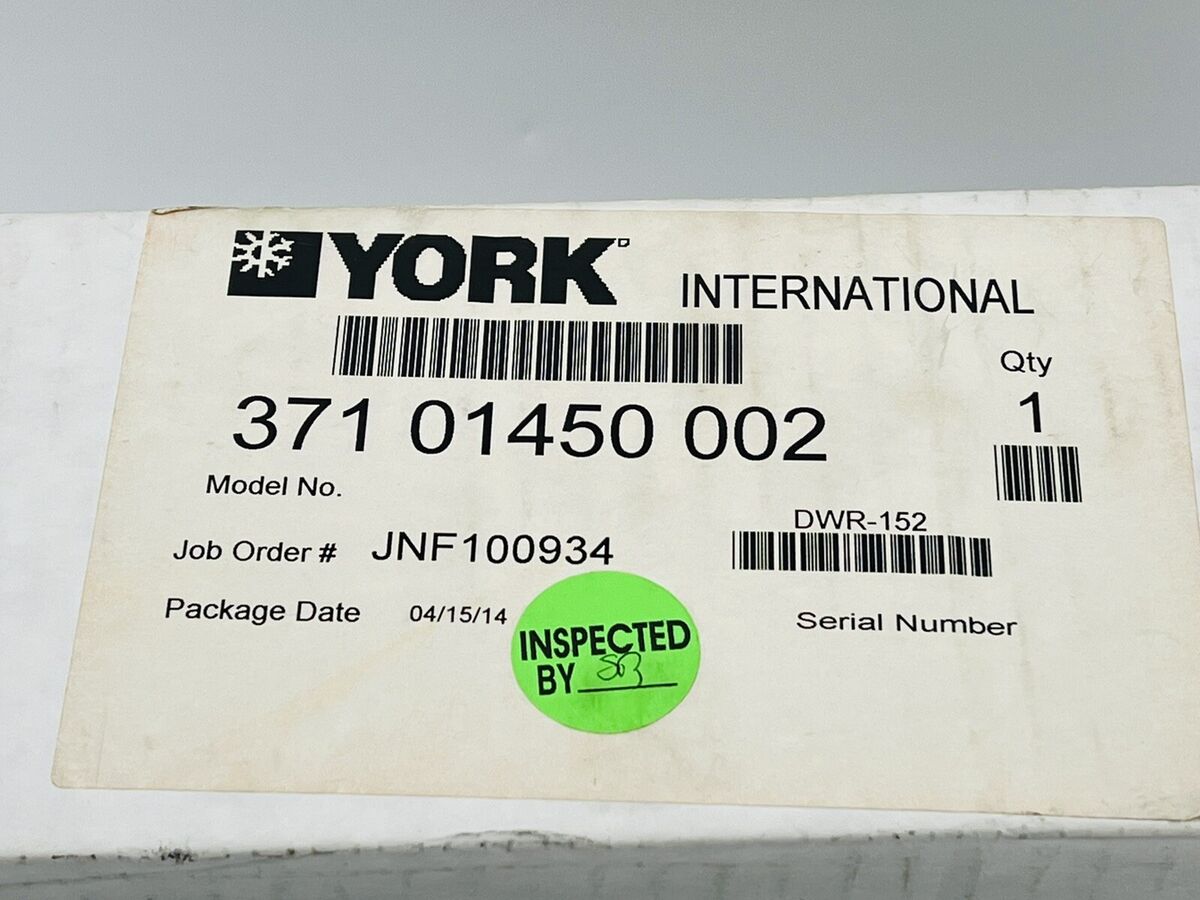 YORK INTERNATIONAL
Qty
371 01450 002
1
Model No.
DWR-152
Job Order # JNF100934
Package Date 04/15/14
Serial Number
INSPECTED
BY